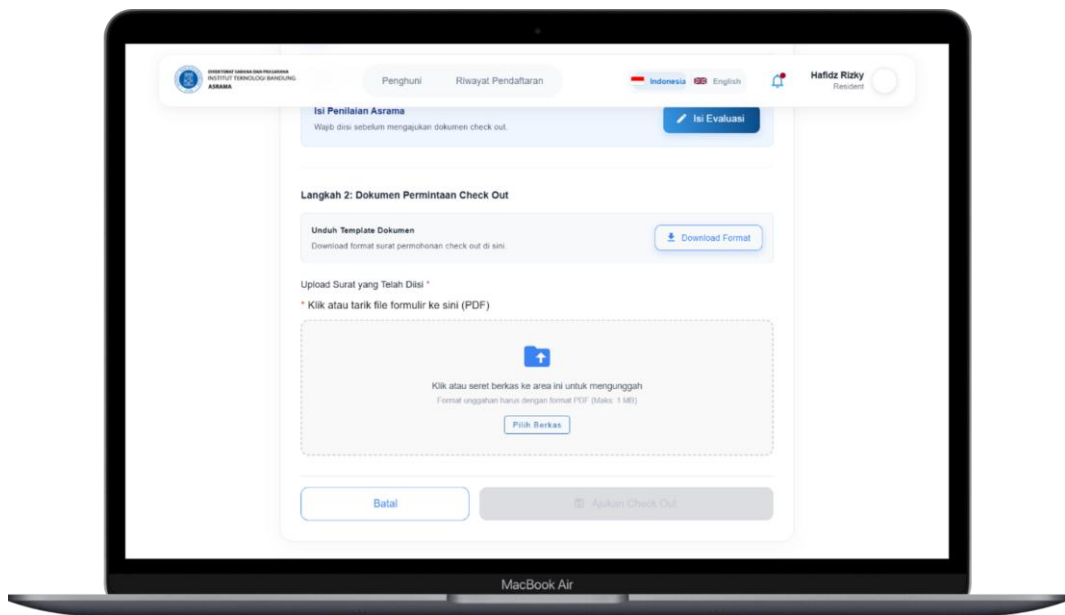 DIREKTORAT SARANA DAN PRASARANA
INSTITUT TEKNOLOGI BANDUNG
ASRAMA
Penghuni
Riwayat Pendaftaran
Indonesia
English
Hafidz Rizky
Resident
Isi Penilaian Asrama
Wajib diisi sebelum mengajukan dokumen check out.
Isi Evaluasi
Langkah 2: Dokumen Permintaan Check Out
Unduh Template Dokumen
Download format surat permohonan check out di sini.
Download Format
Upload Surat yang Telah Diisi *
* Klik atau tarik file formulir ke sini (PDF)
Klik atau seret berkas ke area ini untuk mengunggah
Format unggahan harus dengan format PDF (Maks. 1 MB)
Pilih Berkas
Batal
Ajukan Check Out
MacBook Air